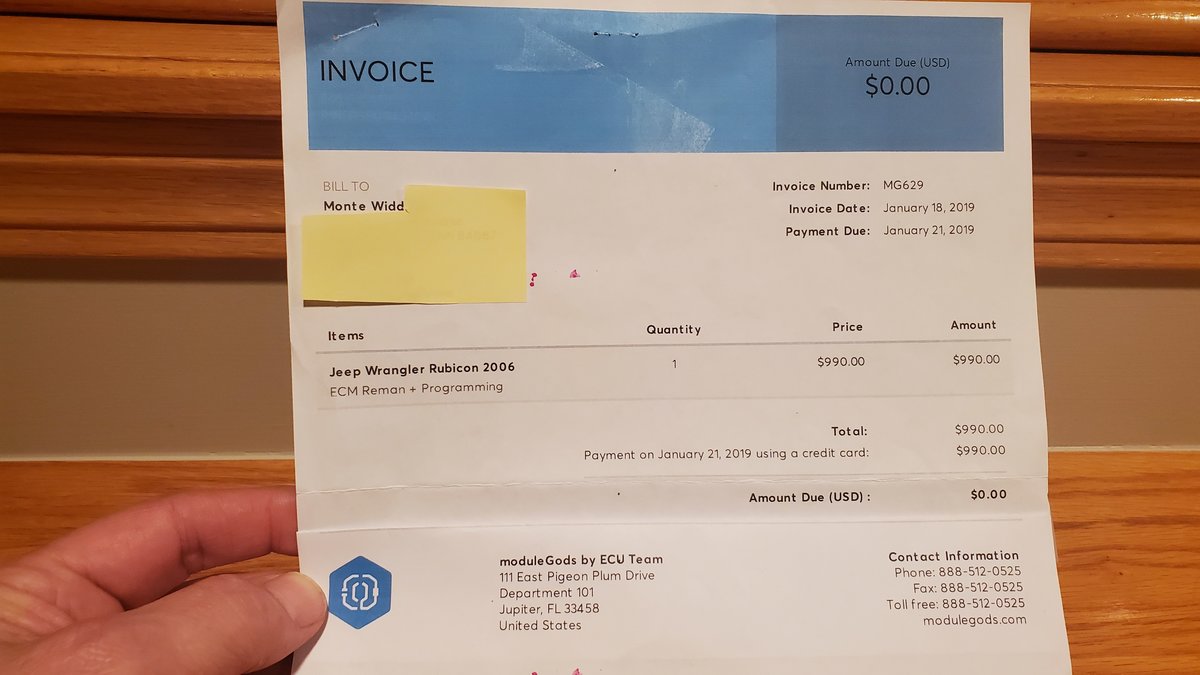 INVOICE
Amount Due (USD)
$0.00
BILL TO
Monte Widd
Invoice Number: MG629
Invoice Date: January 18, 2019
Payment Due: January 21, 2019
Items Quantity Price Amount
Jeep Wrangler Rubicon 2006 1 $990.00 $990.00
ECM Reman + Programming
Total: $990.00
Payment on January 21, 2019 using a credit card: $990.00
Amount Due (USD) : $0.00
moduleGods by ECU Team
111 East Pigeon Plum Drive
Department 101
Jupiter, FL 33458
United States
Contact Information
Phone: 888-512-0525
Fax: 888-512-0525
Toll free: 888-512-0525
modulegods.com